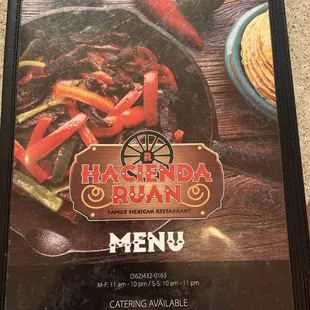 R
HACIENDA
RUAN
FAMILY MEXICAN RESTAURANT
MENU
(562)432-0163
M-F: 11 am - 10 pm / S-S: 10 am - 11 pm
CATERING AVAILABLE